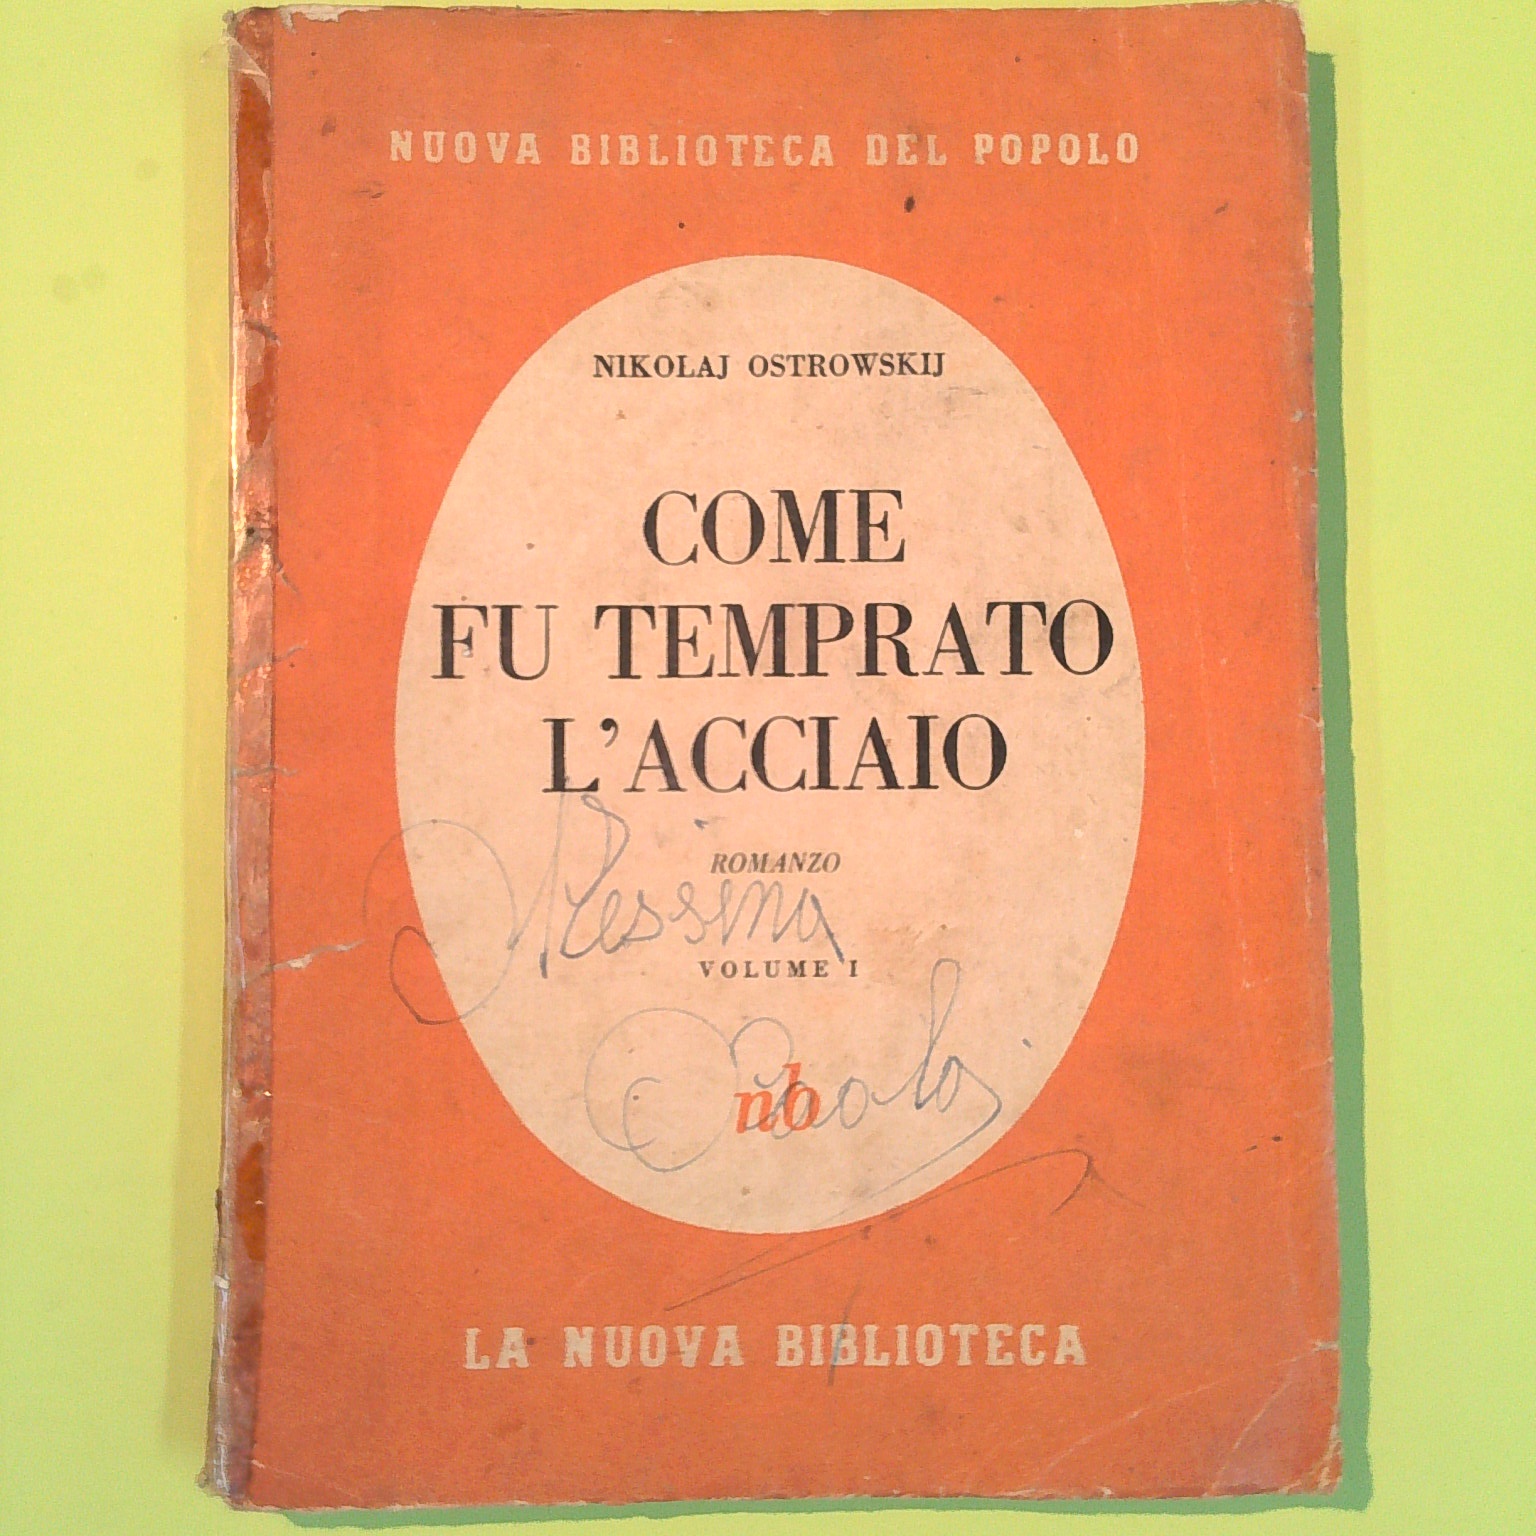 NUOVA BIBLIOTECA DEL POPOLO
NIKOLAJ OSTROWSKIJ
COME
FU TEMPRATO
L'ACCIAIO
ROMANZO
Messina
VOLUME I
nb
Paolo
LA NUOVA BIBLIOTECA